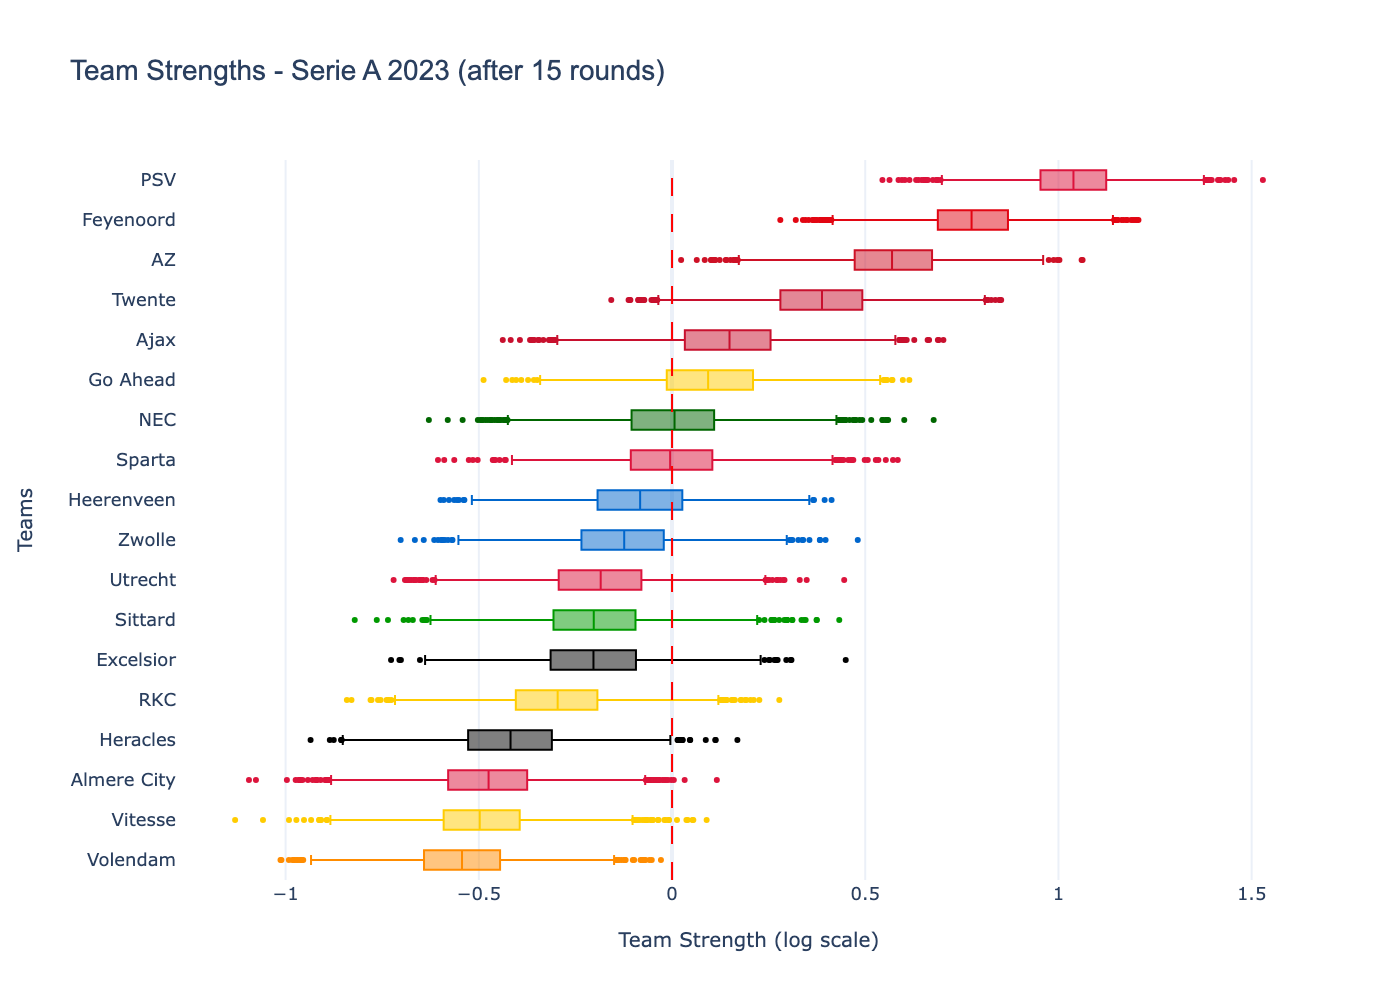 Team Strengths - Serie A 2023 (after 15 rounds)
Teams
PSV
Feyenoord
AZ
Twente
Ajax
Go Ahead
NEC
Sparta
Heerenveen
Zwolle
Utrecht
Sittard
Excelsior
RKC
Heracles
Almere City
Vitesse
Volendam
−1 −0.5 0 0.5 1 1.5
Team Strength (log scale)